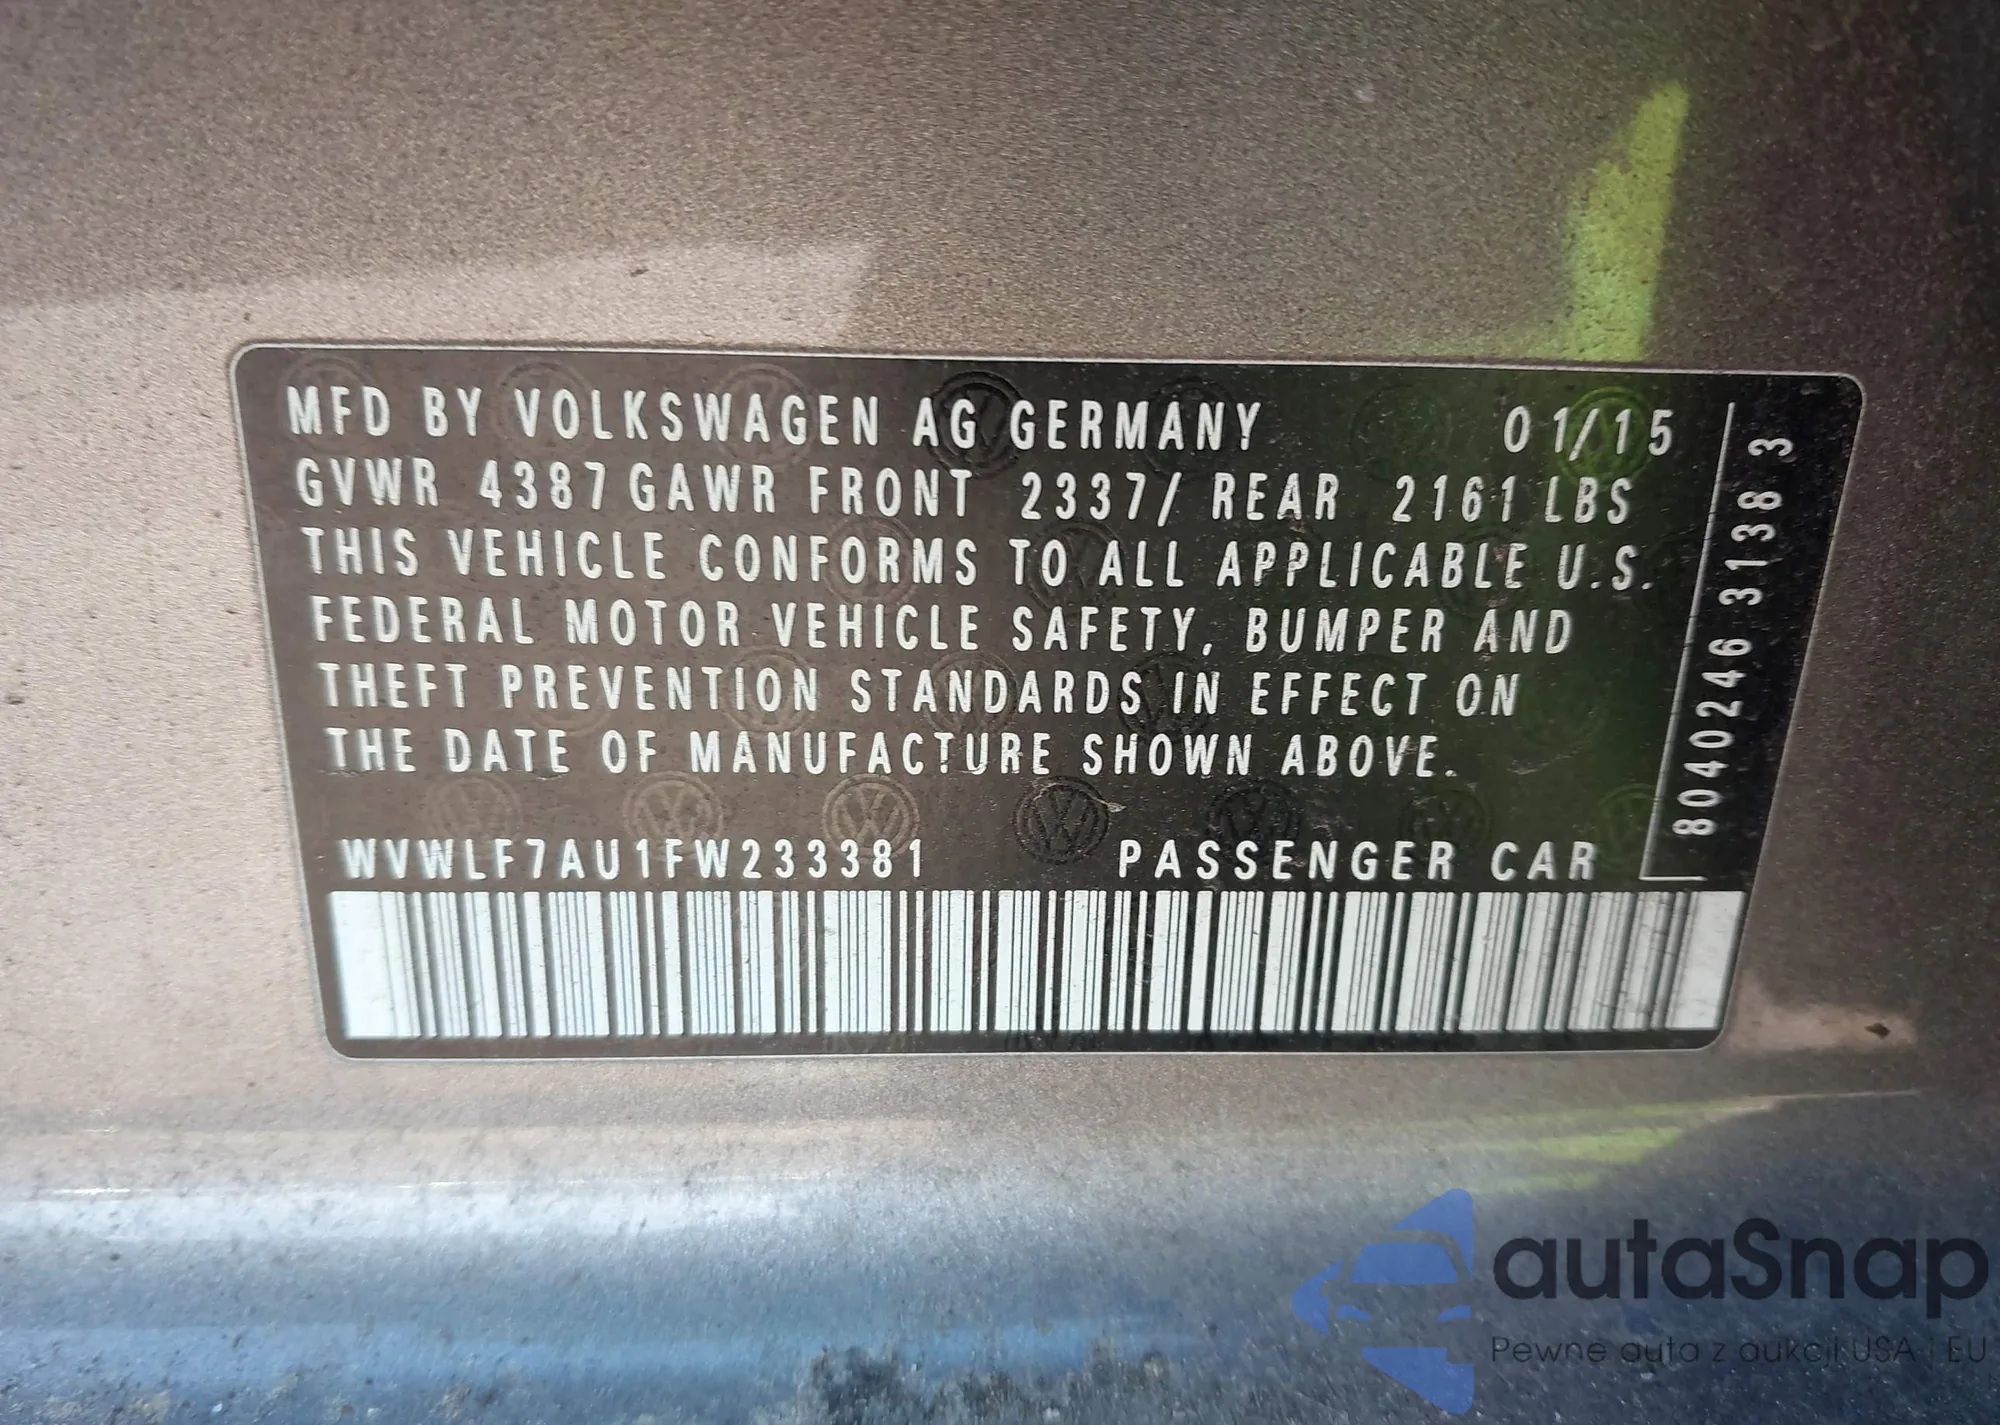 MFD BY VOLKSWAGEN AG GERMANY 01/15
GVWR 4387 GAWR FRONT 2337/ REAR 2161 LBS
THIS VEHICLE CONFORMS TO ALL APPLICABLE U.S.
FEDERAL MOTOR VEHICLE SAFETY, BUMPER AND
THEFT PREVENTION STANDARDS IN EFFECT ON
THE DATE OF MANUFACTURE SHOWN ABOVE.
WVWLF7AU1FW233381 PASSENGER CAR
8040246 3138 3
autaSnap
Pewne auta z aukcji USA i EU